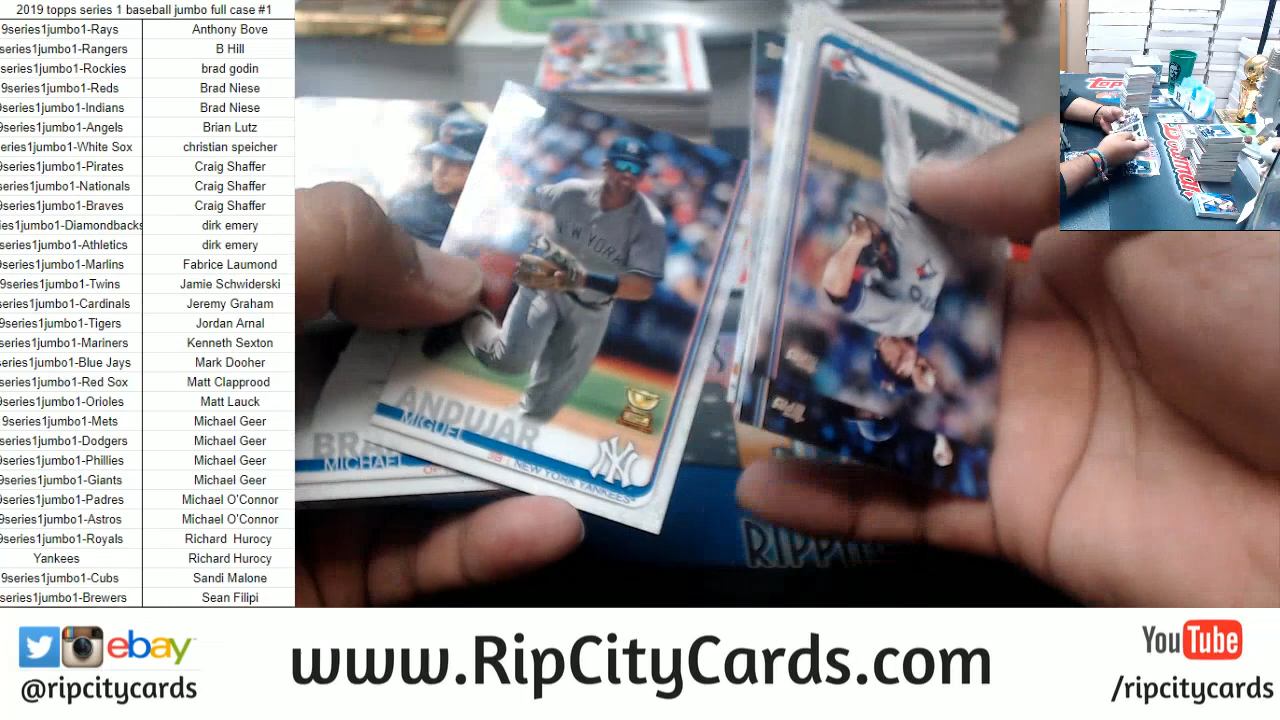 2019 topps series 1 baseball jumbo full case #1
9series1jumbo1-Rays Anthony Bove
series1jumbo1-Rangers B Hill
series1jumbo1-Rockies brad godin
9series1jumbo1-Reds Brad Niese
9series1jumbo1-Indians Brad Niese
9series1jumbo1-Angels Brian Lutz
eries1jumbo1-White Sox christian speicher
9series1jumbo1-Pirates Craig Shaffer
series1jumbo1-Nationals Craig Shaffer
9series1jumbo1-Braves Craig Shaffer
ies1jumbo1-Diamondbacks dirk emery
series1jumbo1-Athletics dirk emery
9series1jumbo1-Marlins Fabrice Laumond
9series1jumbo1-Twins Jamie Schwiderski
series1jumbo1-Cardinals Jeremy Graham
9series1jumbo1-Tigers Jordan Arnal
series1jumbo1-Mariners Kenneth Sexton
series1jumbo1-Blue Jays Mark Dooher
series1jumbo1-Red Sox Matt Clapprood
series1jumbo1-Orioles Matt Lauck
9series1jumbo1-Mets Michael Geer
series1jumbo1-Dodgers Michael Geer
series1jumbo1-Phillies Michael Geer
9series1jumbo1-Giants Michael Geer
9series1jumbo1-Padres Michael O'Connor
9series1jumbo1-Astros Michael O'Connor
9series1jumbo1-Royals Richard Hurocy
Yankees Richard Hurocy
9series1jumbo1-Cubs Sandi Malone
series1jumbo1-Brewers Sean Filipi
NEW YORK
ANDUJAR
MIGUEL
3B | NEW YORK YANKEES
MICHAEL
ebay
@ripcitycards
www.RipCityCards.com
YouTube
/ripcitycards